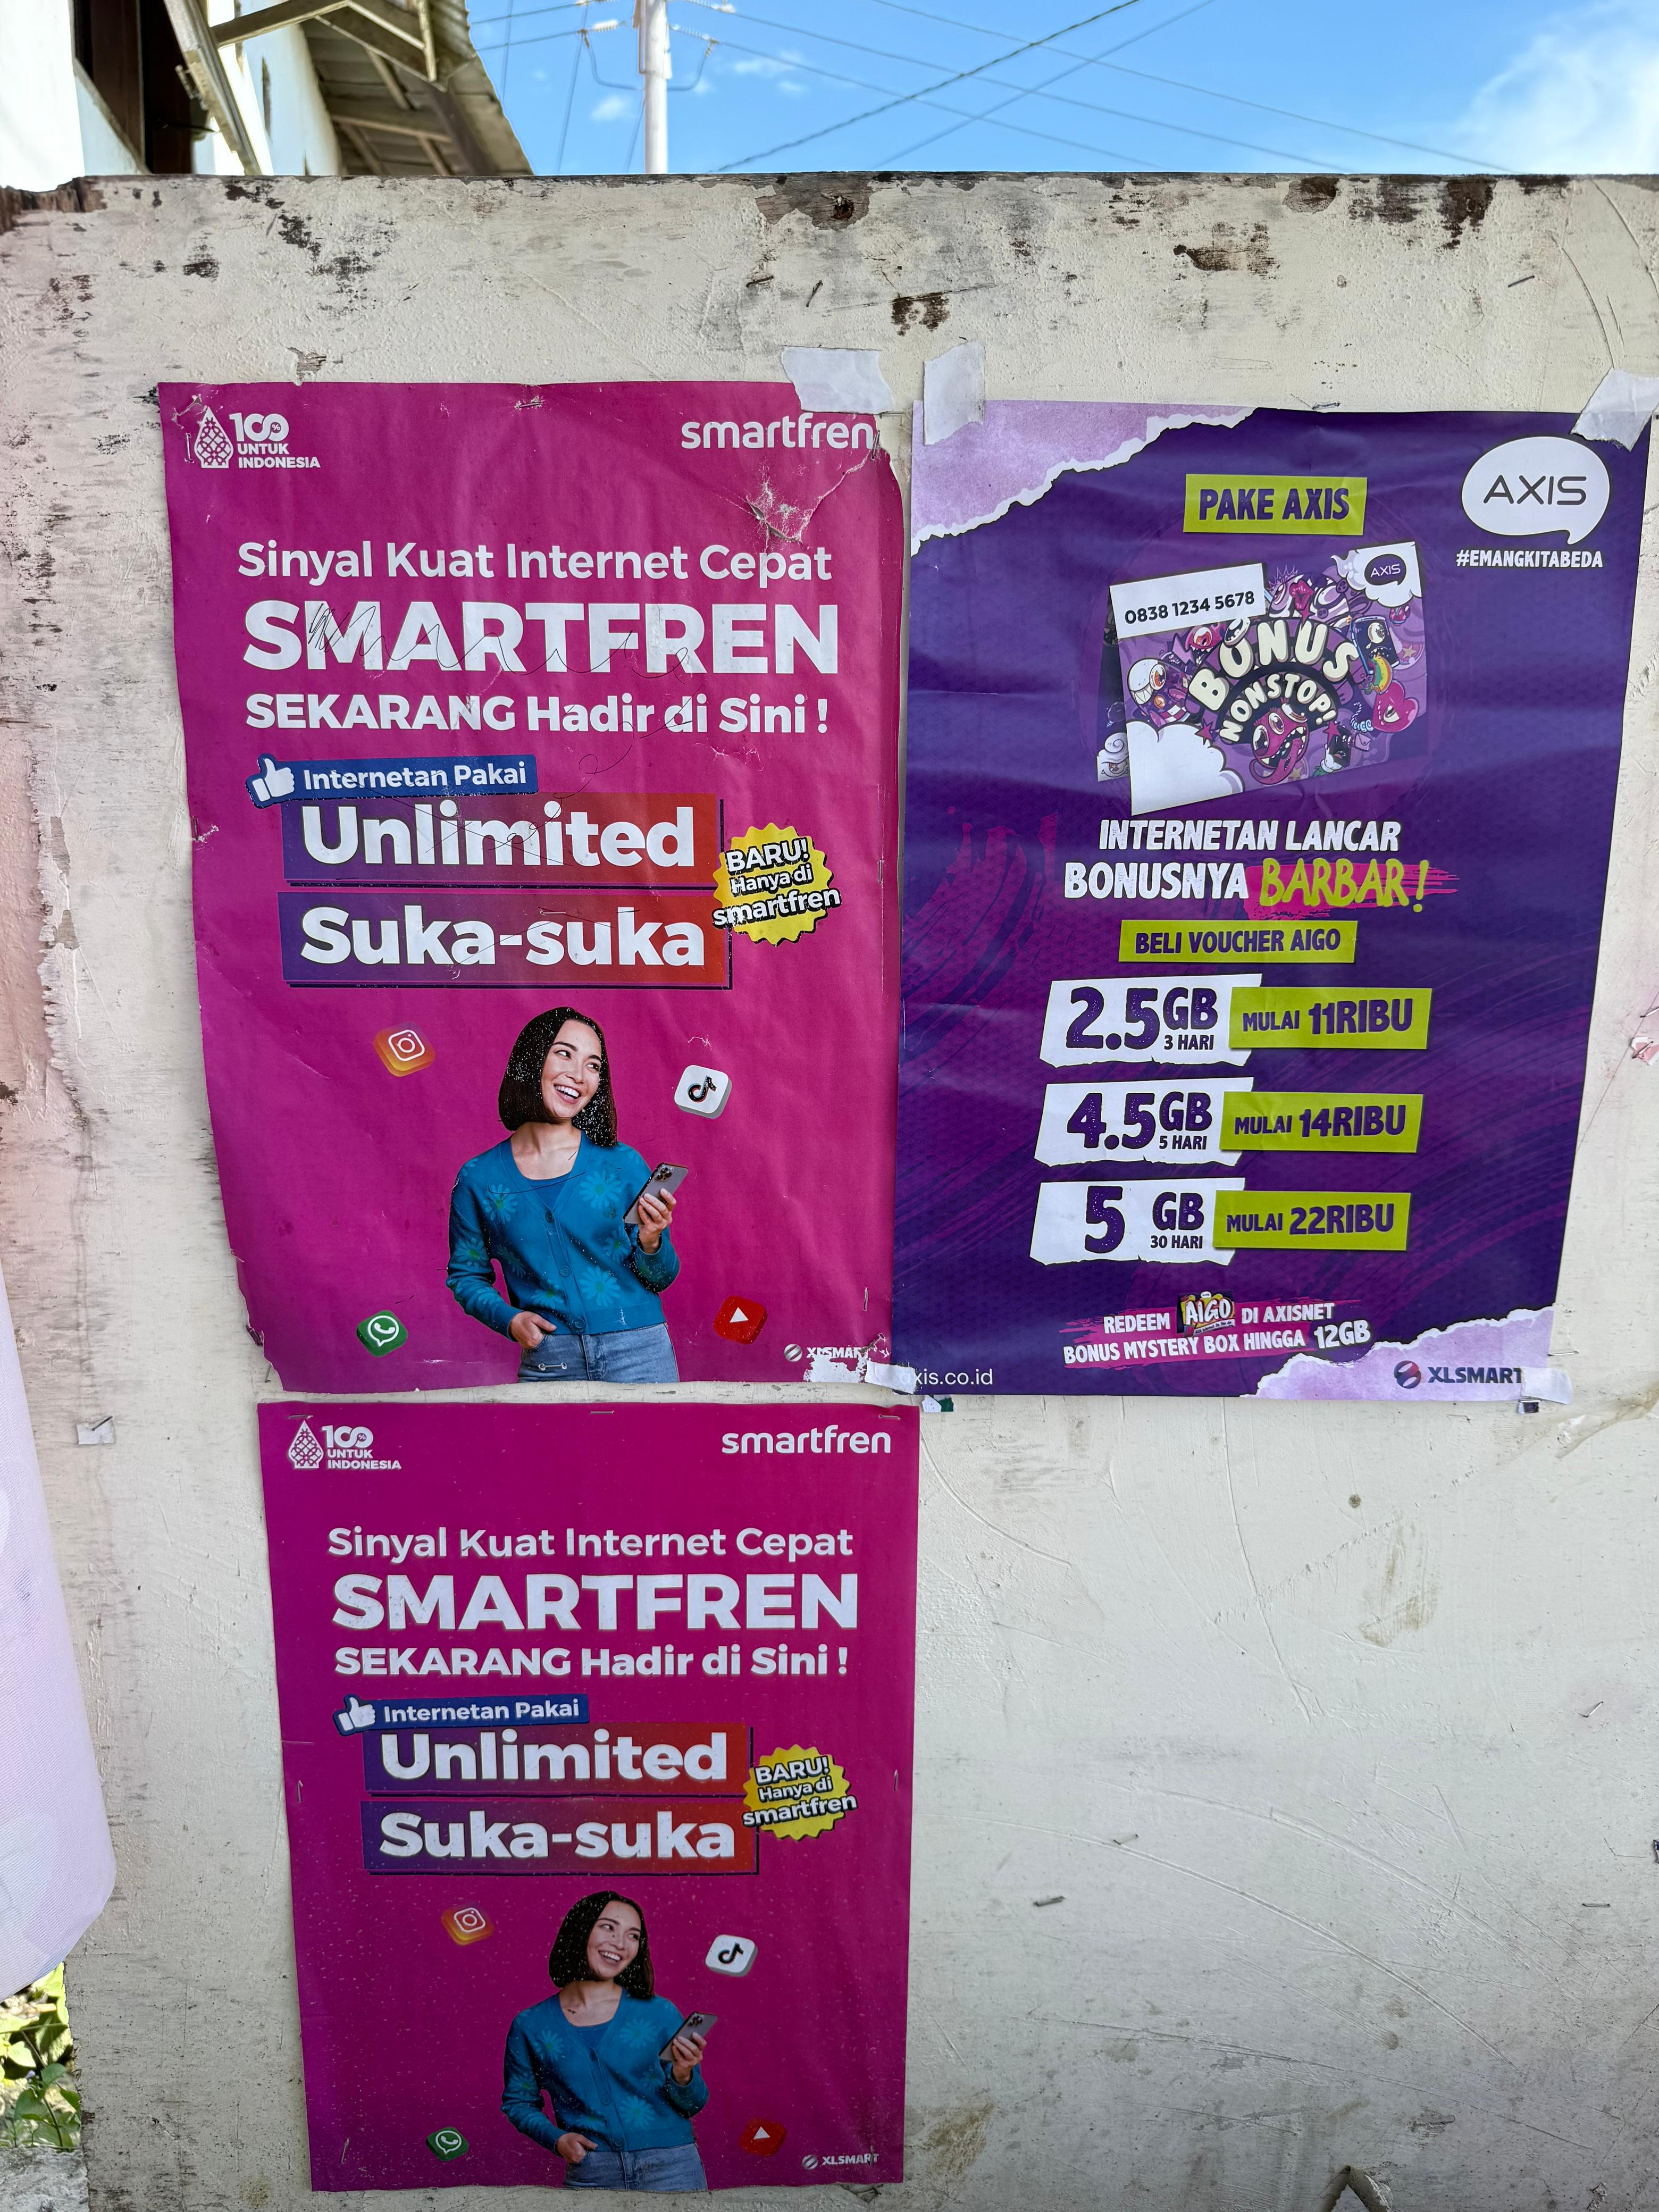 100%
UNTUK
INDONESIA
smartfren
Sinyal Kuat Internet Cepat
SMARTFREN
SEKARANG Hadir di Sini !
Internetan Pakai
Unlimited
Suka-suka
BARU!
Hanya di
smartfren
XLSMART
AXIS
#EMANGKITABEDA
PAKE AXIS
AXIS
0838 1234 5678
BONUS
NONSTOP!
INTERNETAN LANCAR
BONUSNYA BARBAR!
BELI VOUCHER AIGO
2.5GB
3 HARI
MULAI 11RIBU
4.5GB
5 HARI
MULAI 14RIBU
5 GB
30 HARI
MULAI 22RIBU
REDEEM AIGO DI AXISNET
BONUS MYSTERY BOX HINGGA 12GB
axis.co.id
XLSMART
100%
UNTUK
INDONESIA
smartfren
Sinyal Kuat Internet Cepat
SMARTFREN
SEKARANG Hadir di Sini !
Internetan Pakai
Unlimited
Suka-suka
BARU!
Hanya di
smartfren
XLSMART